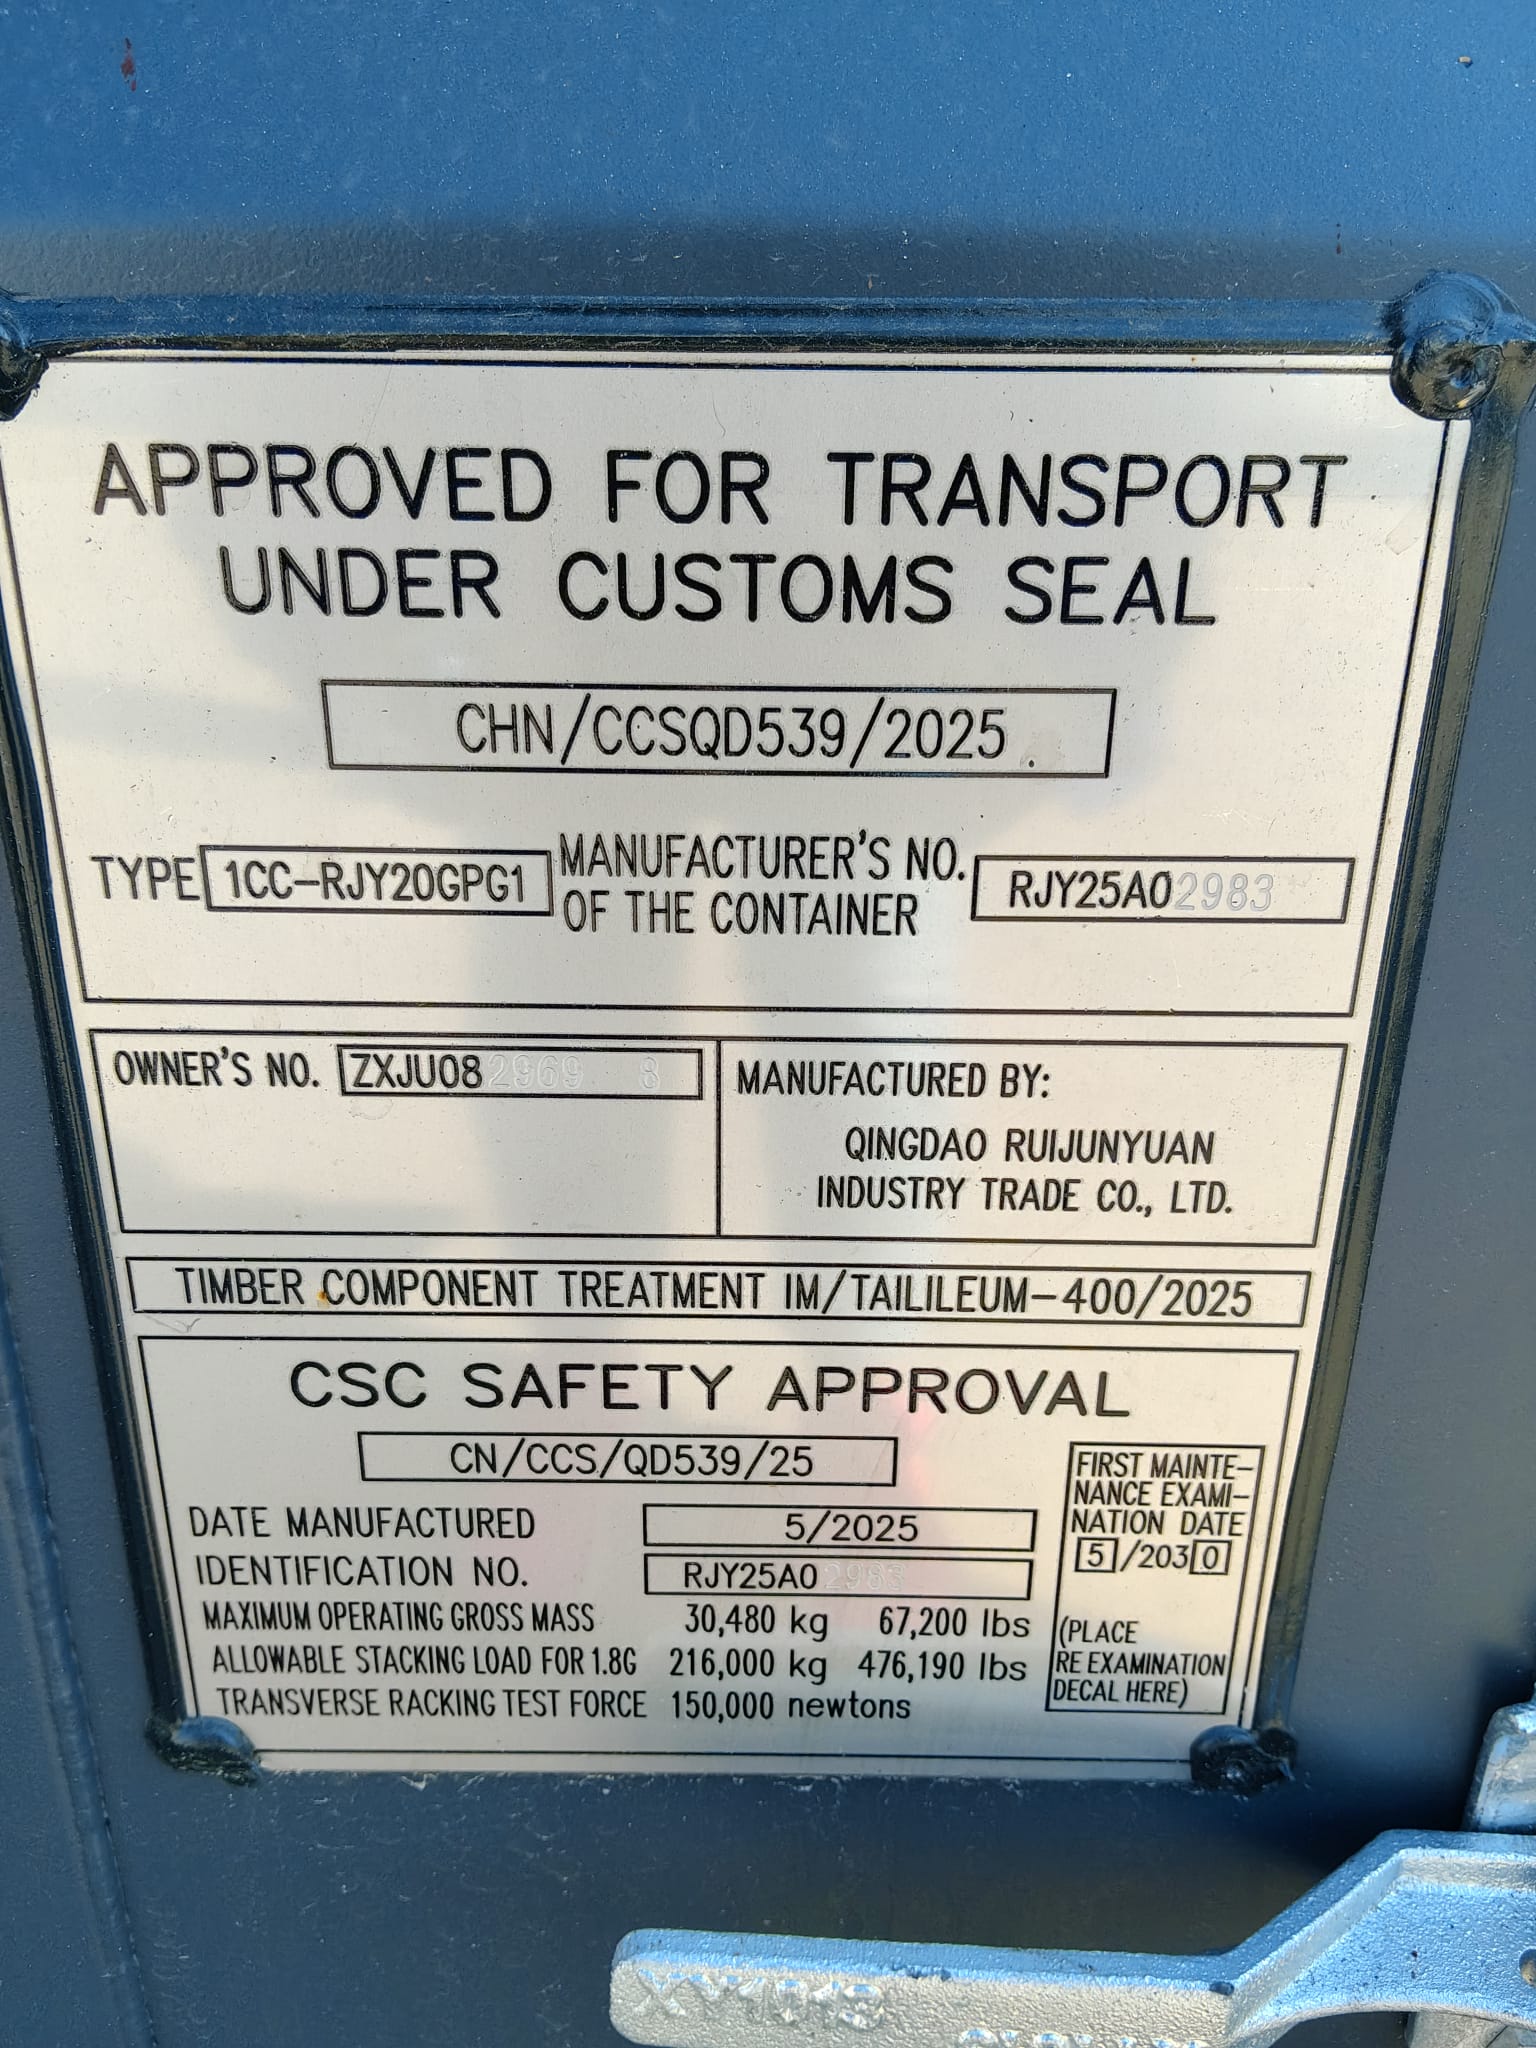 APPROVED FOR TRANSPORT
UNDER CUSTOMS SEAL
CHN/CCSQD539/2025
TYPE 1CC-RJY20GPG1 MANUFACTURER'S NO. OF THE CONTAINER RJY25A02983
OWNER'S NO. ZXJU082969 8
MANUFACTURED BY:
QINGDAO RUIJUNYUAN
INDUSTRY TRADE CO., LTD.
TIMBER COMPONENT TREATMENT IM/TAILILEUM-400/2025
CSC SAFETY APPROVAL
CN/CCS/QD539/25
DATE MANUFACTURED 5/2025
IDENTIFICATION NO. RJY25A02983
MAXIMUM OPERATING GROSS MASS 30,480 kg 67,200 lbs
ALLOWABLE STACKING LOAD FOR 1.8G 216,000 kg 476,190 lbs
TRANSVERSE RACKING TEST FORCE 150,000 newtons
FIRST MAINTE-
NANCE EXAMI-
NATION DATE
5/2030
(PLACE
RE EXAMINATION
DECAL HERE)